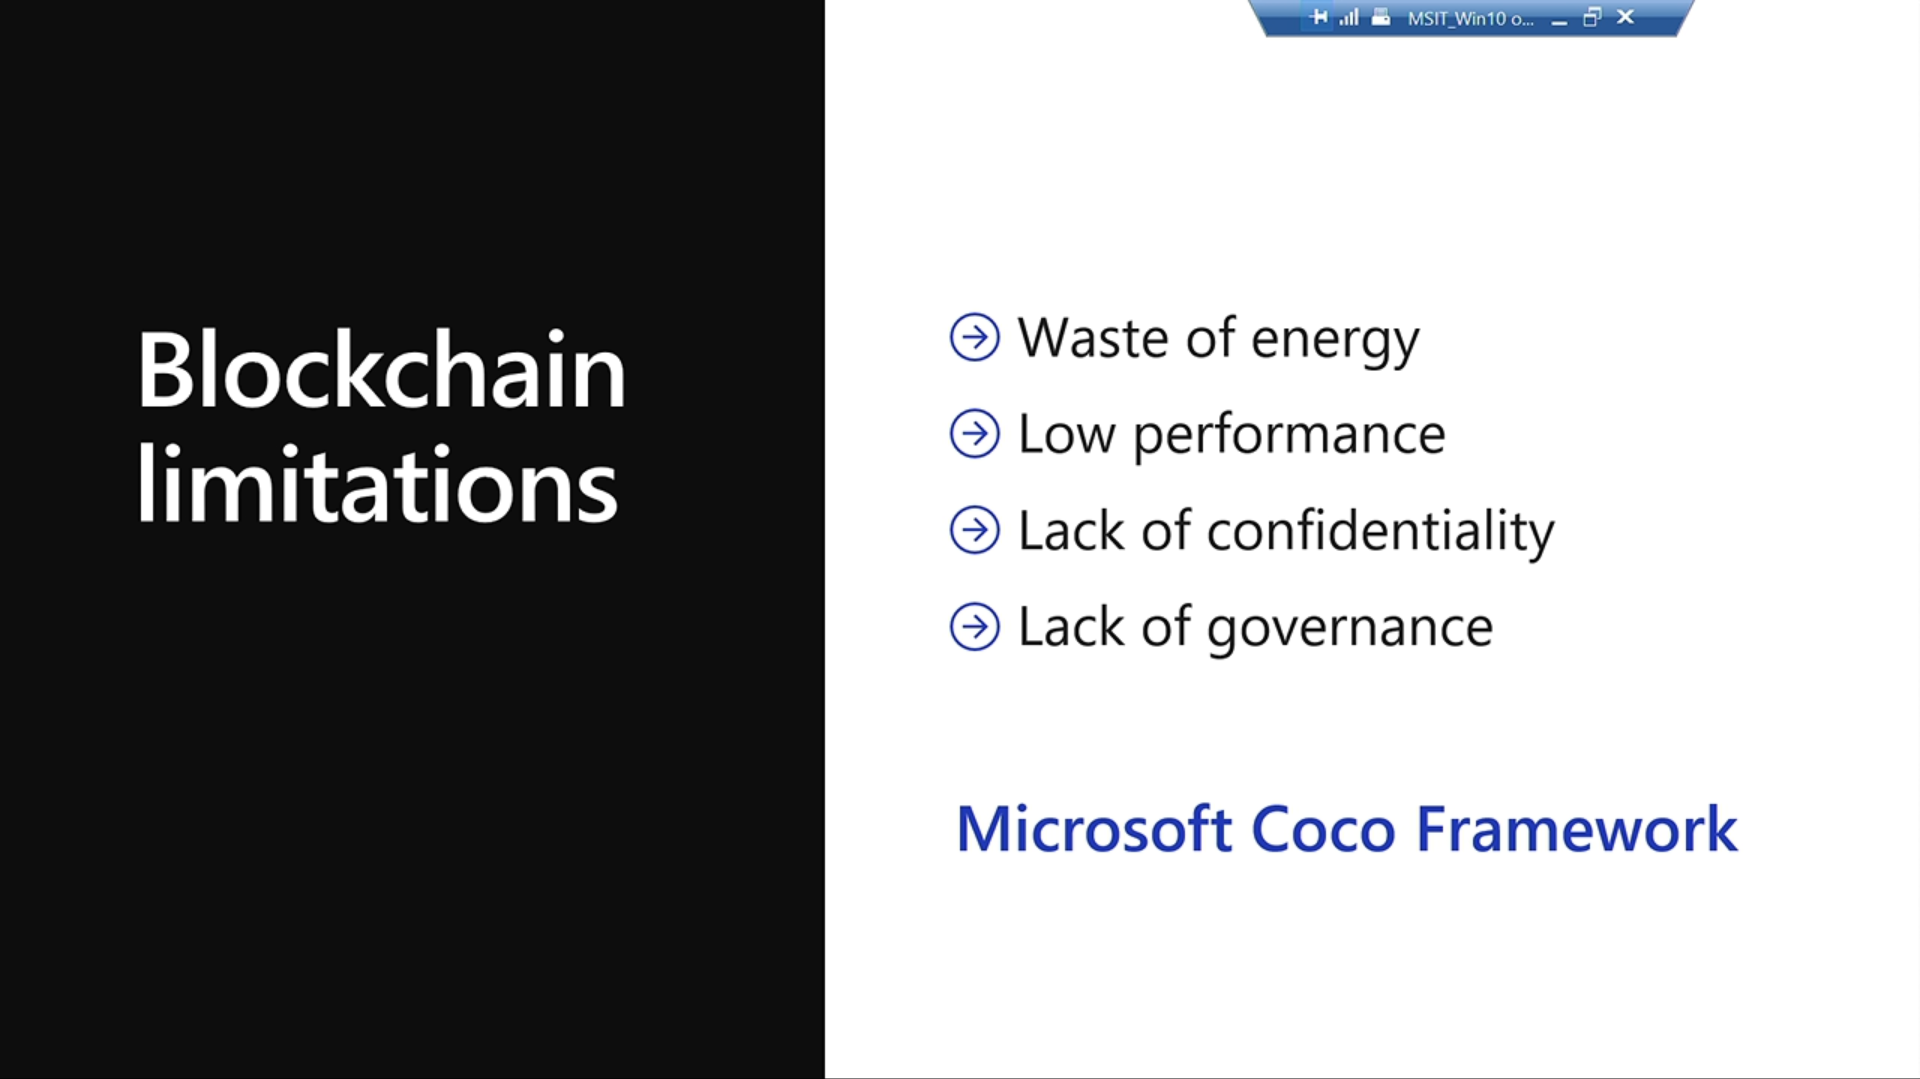 MSIT_Win10 o...
Blockchain
limitations
Waste of energy
Low performance
Lack of confidentiality
Lack of governance
Microsoft Coco Framework